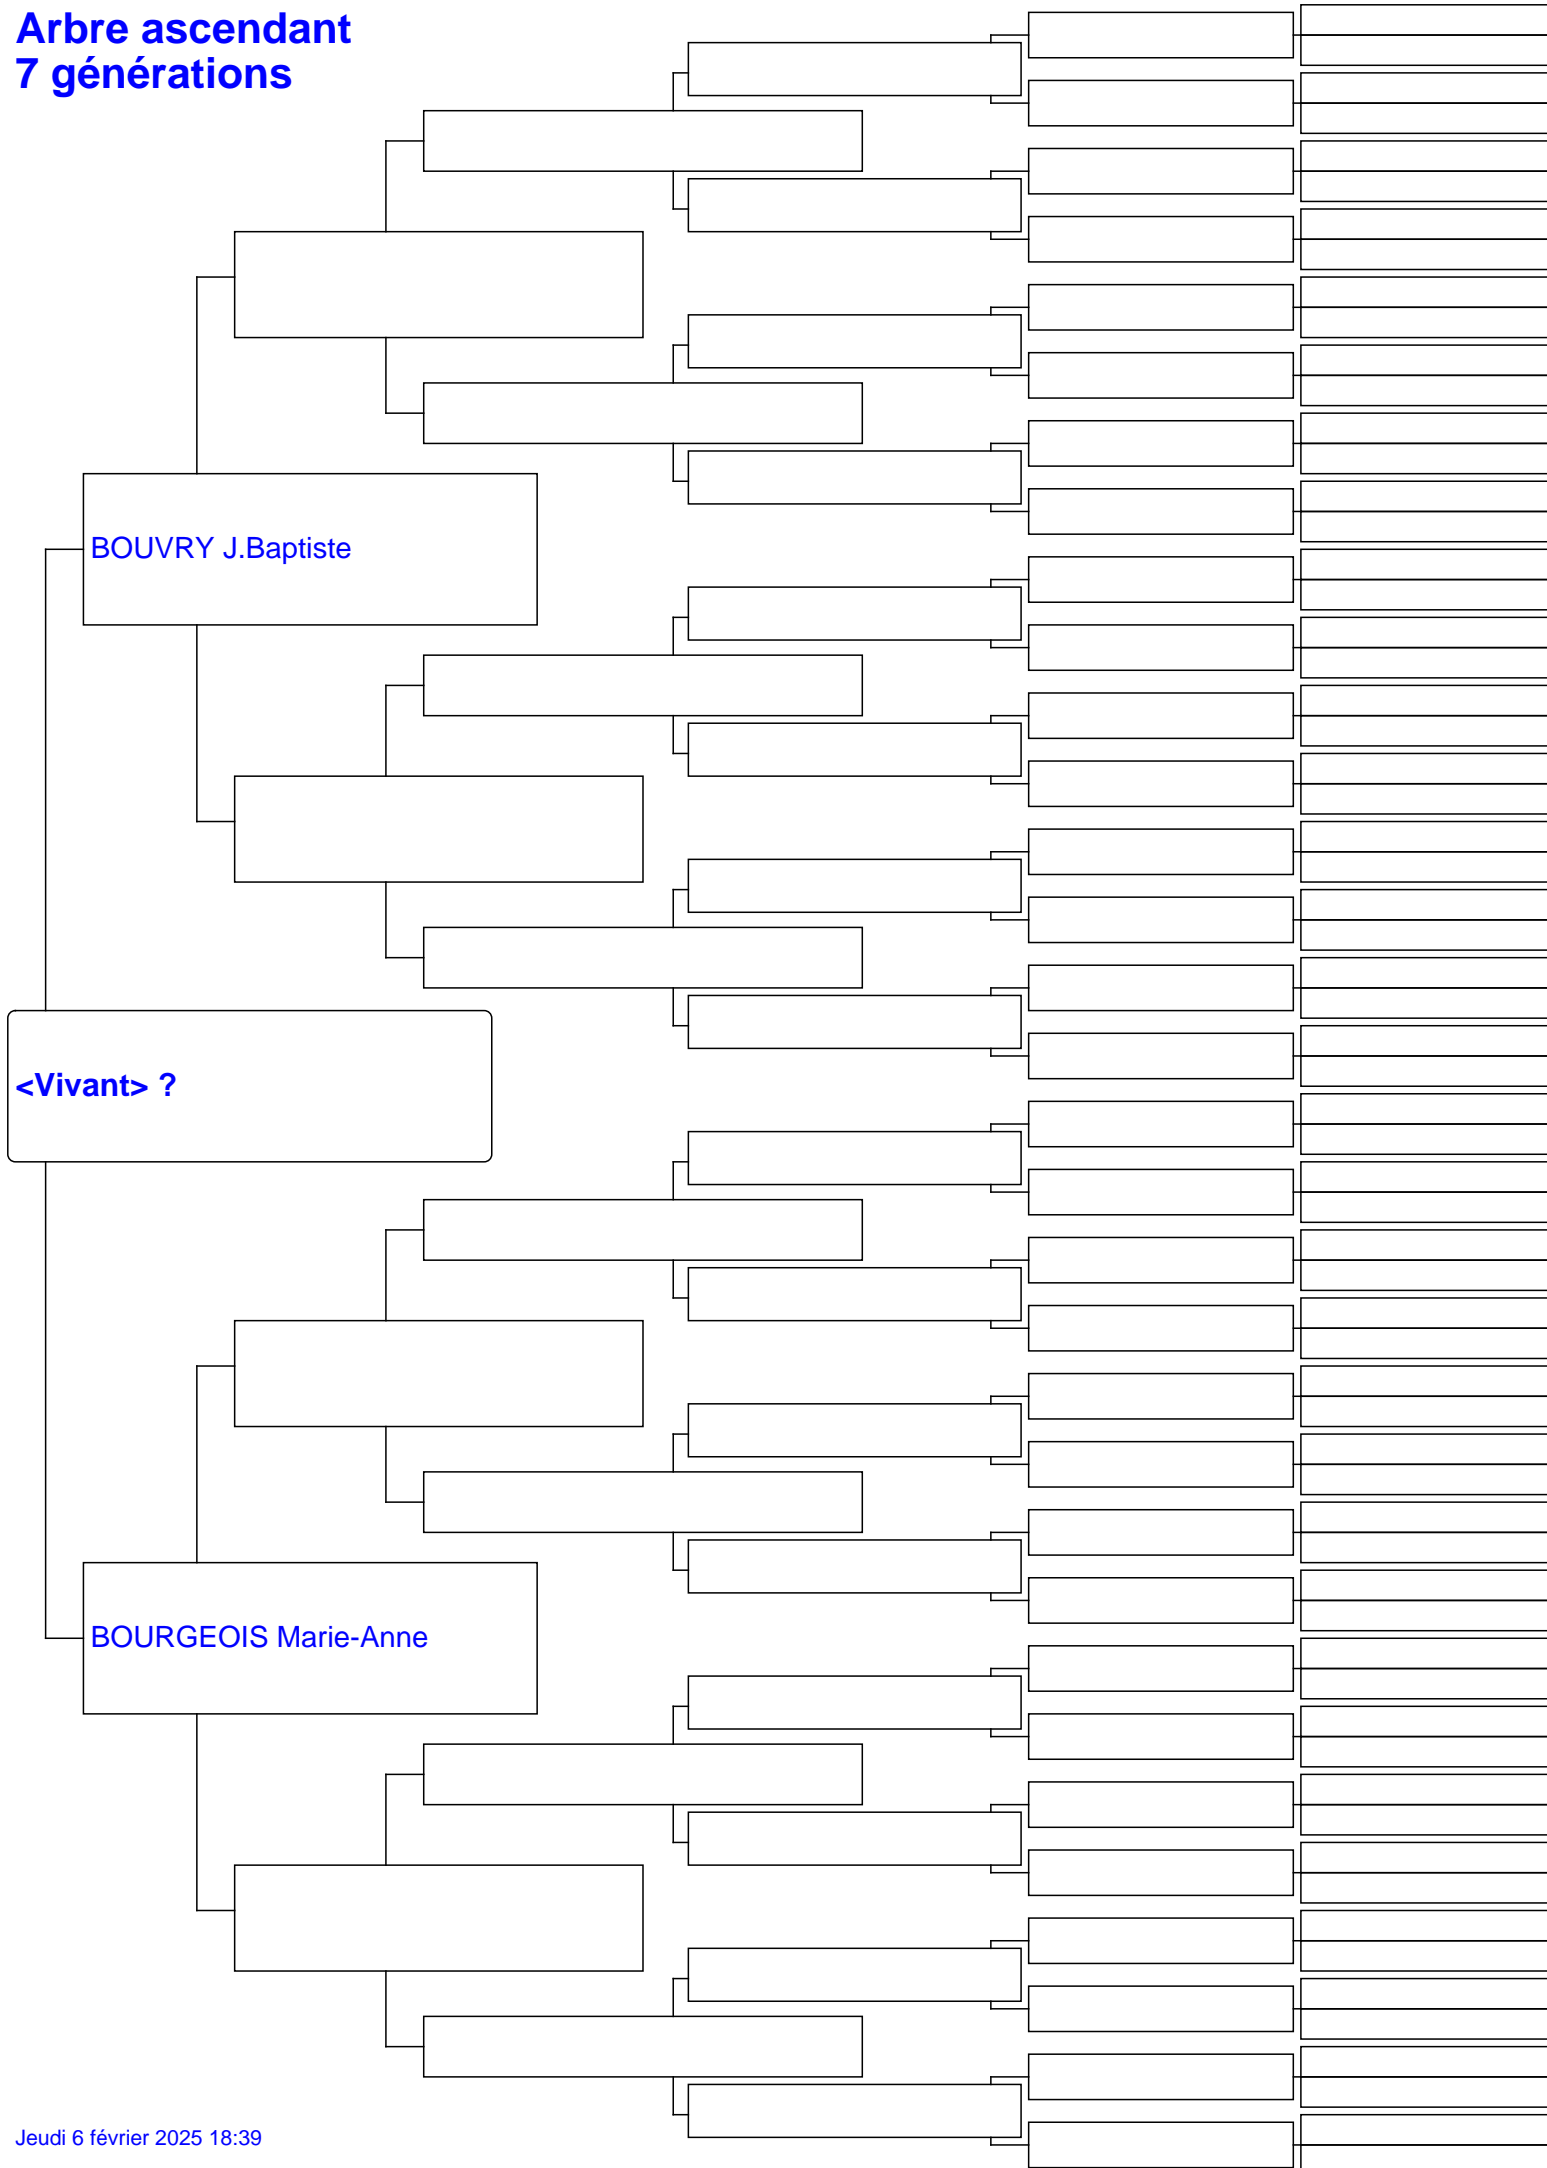 Arbre ascendant
7 générations
BOUVRY J.Baptiste
<Vivant> ?
BOURGEOIS Marie-Anne
Jeudi 6 février 2025 18:39